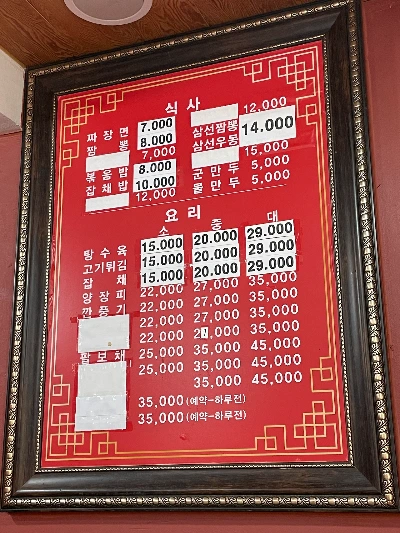 식사
짜장면 7.000
짬뽕 8.000
7,000
볶음밥 8.000
잡채밥 10.000
12,000
12,000
삼선짬뽕 14.000
삼선우동
15,000
군만두 5,000
물만두 5,000
요리
소 중 대
탕수육 15.000 20.000 29.000
고기튀김 15.000 20.000 29.000
잡채 15.000 20.000 29.000
양장피 22,000 27,000 35,000
깐풍기 22,000 27,000 35,000
22,000 27,000 35,000
22,000 35,000
팔보채 25,000 35,000 45,000
25,000 35,000 45,000
35,000 45,000
35,000 (예약-하루전)
35,000 (예약-하루전)